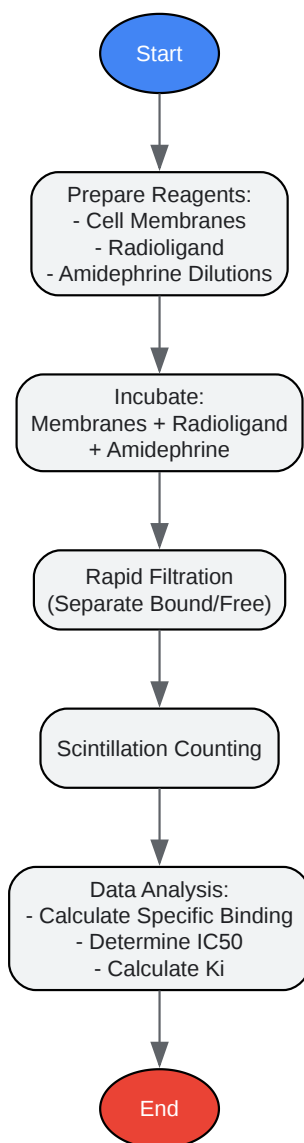 Start
Prepare Reagents:
- Cell Membranes
- Radioligand
- Amidephrine Dilutions
Incubate:
Membranes + Radioligand
+ Amidephrine
Rapid Filtration
(Separate Bound/Free)
Scintillation Counting
Data Analysis:
- Calculate Specific Binding
- Determine IC50
- Calculate Ki
End